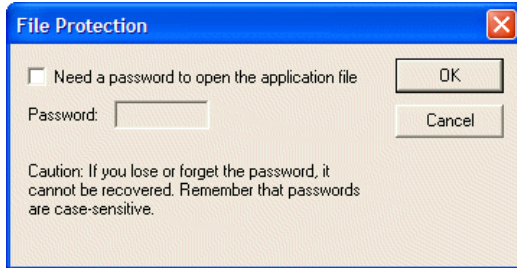 File Protection
Need a password to open the application file
OK
Password:
Cancel
Caution: If you lose or forget the password, it
cannot be recovered. Remember that passwords
are case-sensitive.